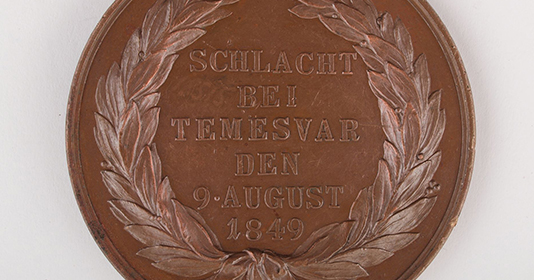 SCHLACHT
BEI
TEMESVAR
DEN
9·AUGUST
1849